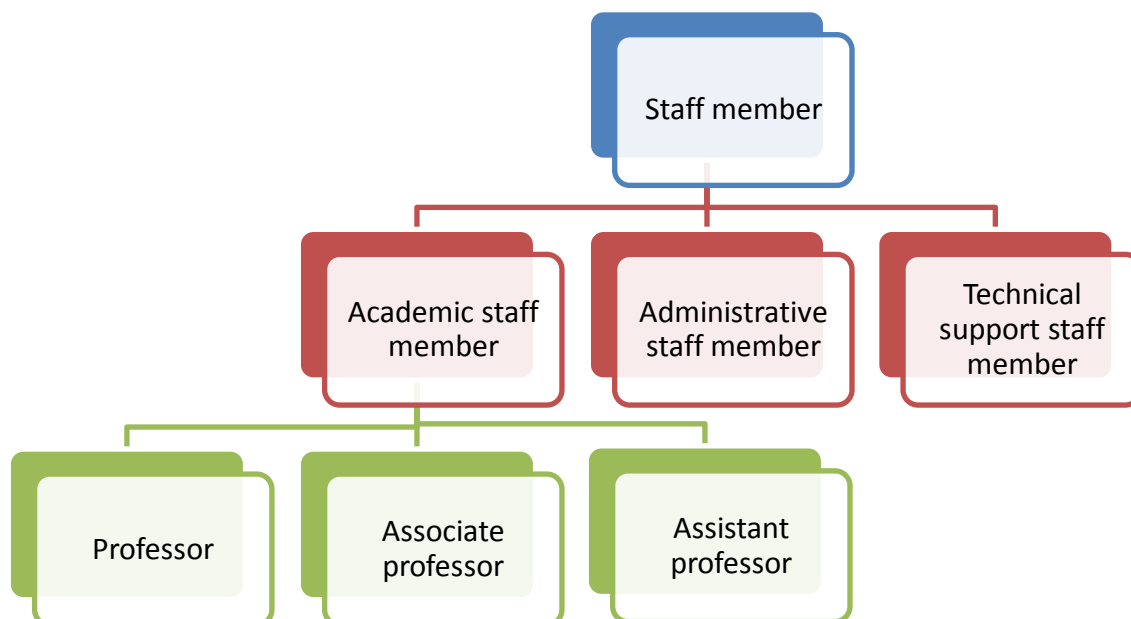 Staff member
Academic staff
member
Administrative
staff member
Technical
support staff
member
Professor
Associate
professor
Assistant
professor